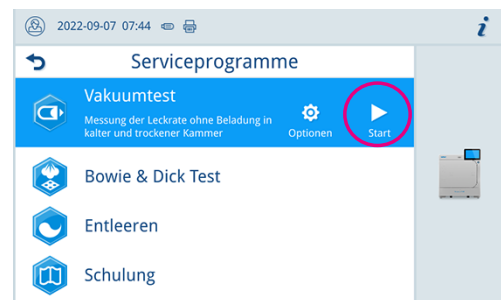 2022-09-07 07:44
i
Serviceprogramme
Vakuumtest
Messung der Leckrate ohne Beladung in
kalter und trockener Kammer
Optionen
Start
Bowie & Dick Test
Entleeren
Schulung